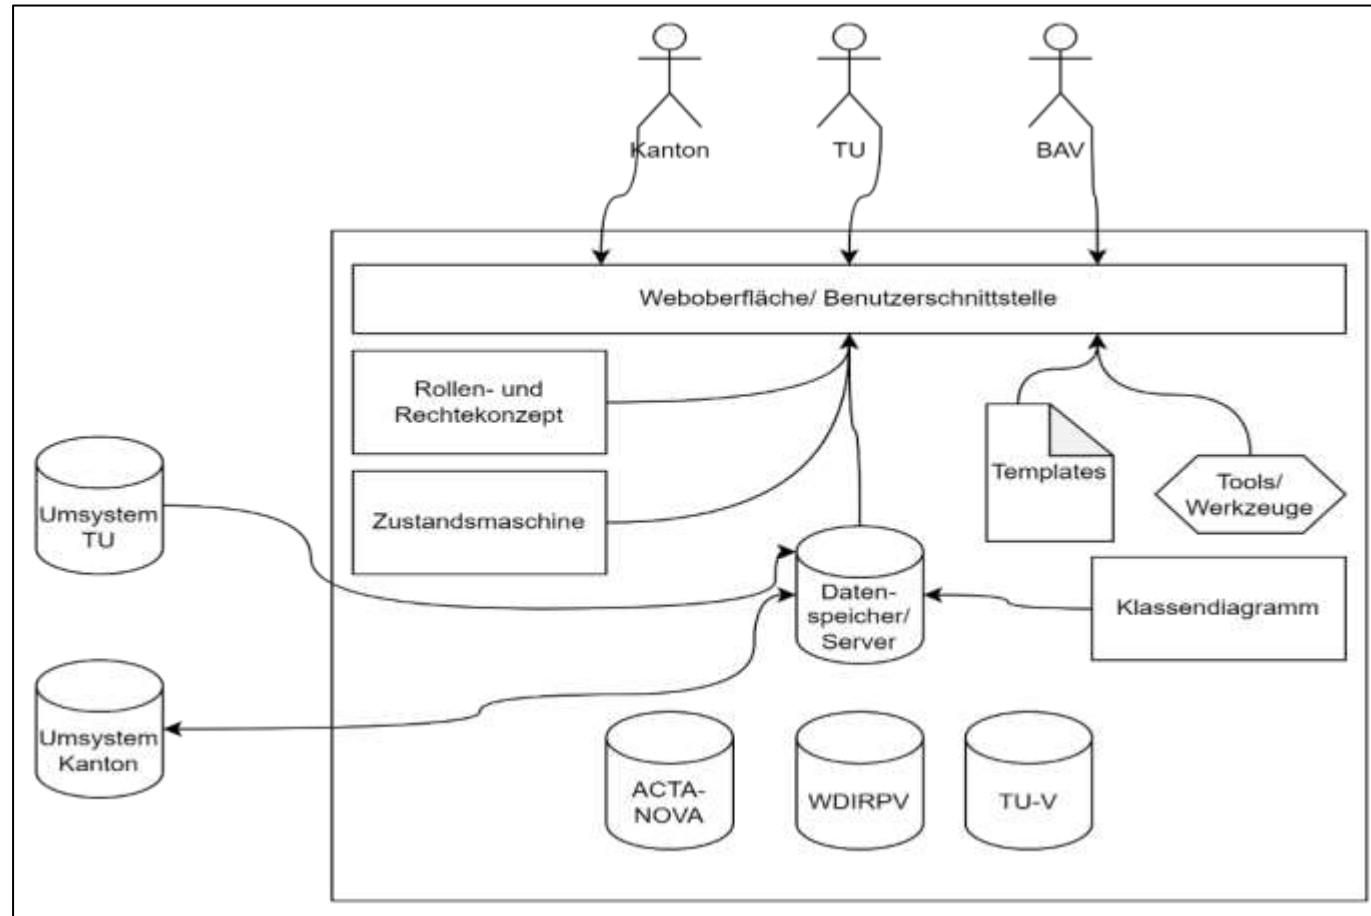 Kanton
TU
BAV
Weboberfläche/ Benutzerschnittstelle
Rollen- und
Rechtekonzept
Templates
Tools/
Werkzeuge
Umsystem
TU
Zustandsmaschine
Daten-
speicher/
Server
Klassendiagramm
Umsystem
Kanton
ACTA-
NOVA
WDIRPV
TU-V